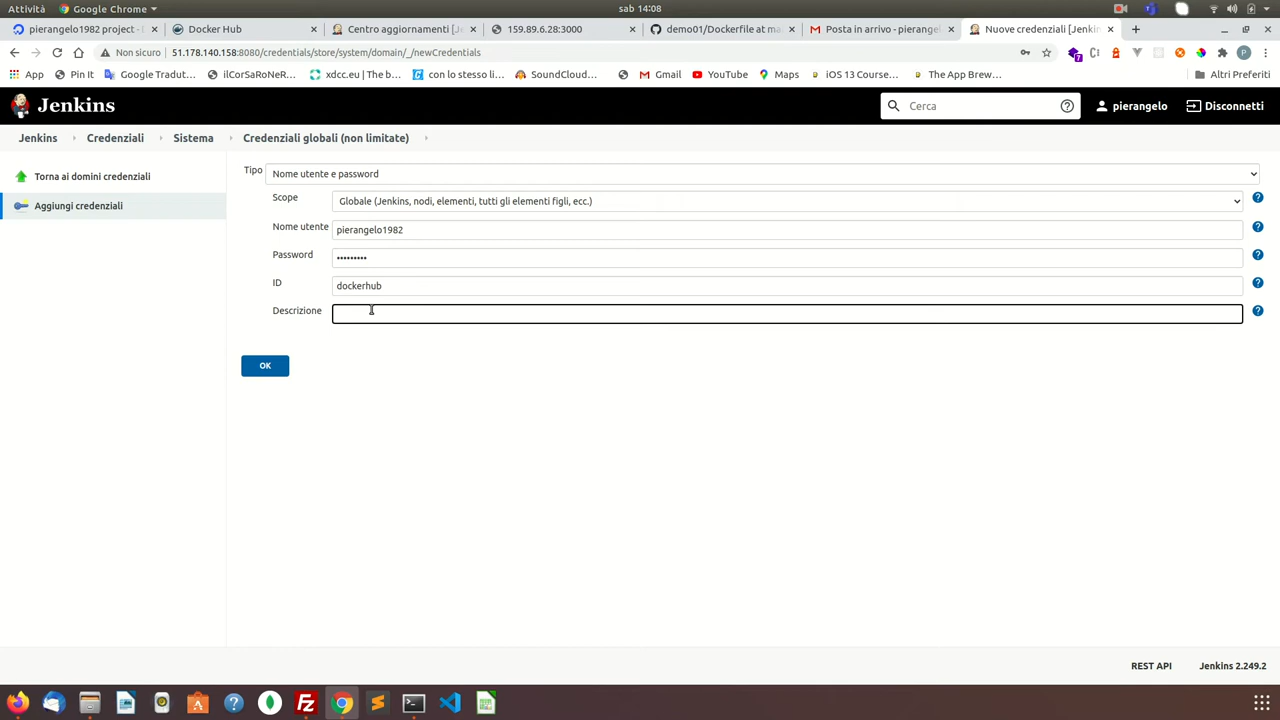 Attività
Google Chrome
sab 14:08
pierangelo1982 project -
Docker Hub
Centro aggiornamenti [Je
159.89.6.28:3000
demo01/Dockerfile at ma
Posta in arrivo - pierangel
Nuove credenziali [Jenkin
Non sicuro
51.178.140.158:8080/credentials/store/system/domain/_/newCredentials
App
Pin It
Google Tradut...
ilCorSaRoNeR...
xdcc.eu | The b...
con lo stesso li...
SoundCloud...
Gmail
YouTube
Maps
iOS 13 Course...
The App Brew...
Altri Preferiti
Jenkins
Cerca
pierangelo
Disconnetti
Jenkins
Credenziali
Sistema
Credenziali globali (non limitate)
Torna ai domini credenziali
Aggiungi credenziali
Tipo
Nome utente e password
Scope
Globale (Jenkins, nodi, elementi, tutti gli elementi figli, ecc.)
Nome utente
pierangelo1982
Password
•••••••••
ID
dockerhub
Descrizione
OK
REST API
Jenkins 2.249.2